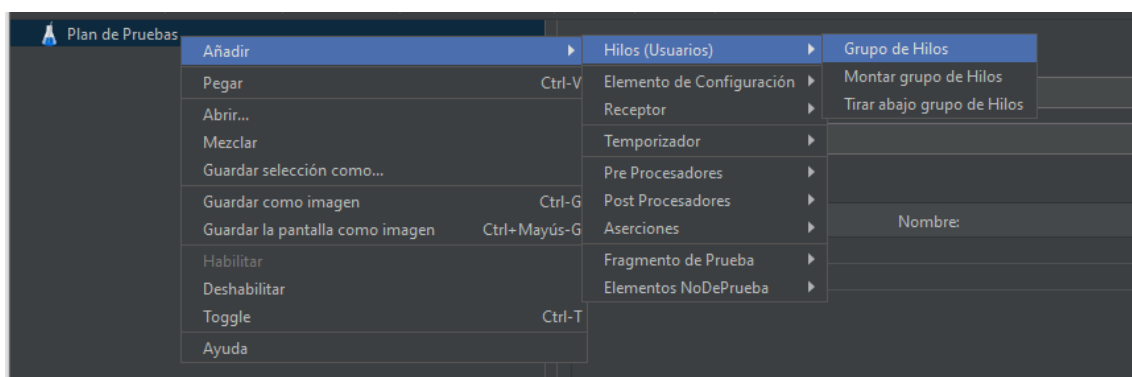 Plan de Pruebas
Añadir
Pegar Ctrl-V
Abrir...
Mezclar
Guardar selección como...
Guardar como imagen Ctrl-G
Guardar la pantalla como imagen Ctrl+Mayús-G
Habilitar
Deshabilitar
Toggle Ctrl-T
Ayuda
Hilos (Usuarios)
Elemento de Configuración
Receptor
Temporizador
Pre Procesadores
Post Procesadores
Aserciones
Fragmento de Prueba
Elementos NoDePrueba
Grupo de Hilos
Montar grupo de Hilos
Tirar abajo grupo de Hilos
Nombre: